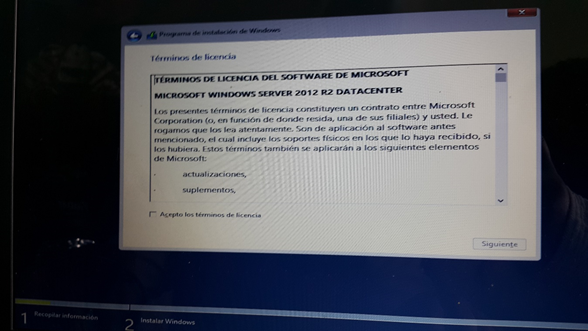 Programa de instalación de Windows
Términos de licencia
TÉRMINOS DE LICENCIA DEL SOFTWARE DE MICROSOFT
MICROSOFT WINDOWS SERVER 2012 R2 DATACENTER
Los presentes términos de licencia constituyen un contrato entre Microsoft
Corporation (o, en función de donde resida, una de sus filiales) y usted. Le
rogamos que los lea atentamente. Son de aplicación al software antes
mencionado, el cual incluye los soportes físicos en los que lo haya recibido, si
los hubiera. Estos términos también se aplicarán a los siguientes elementos
de Microsoft:
· actualizaciones,
· suplementos,
Acepto los términos de licencia
Siguiente
1 Recopilar información
2 Instalar Windows